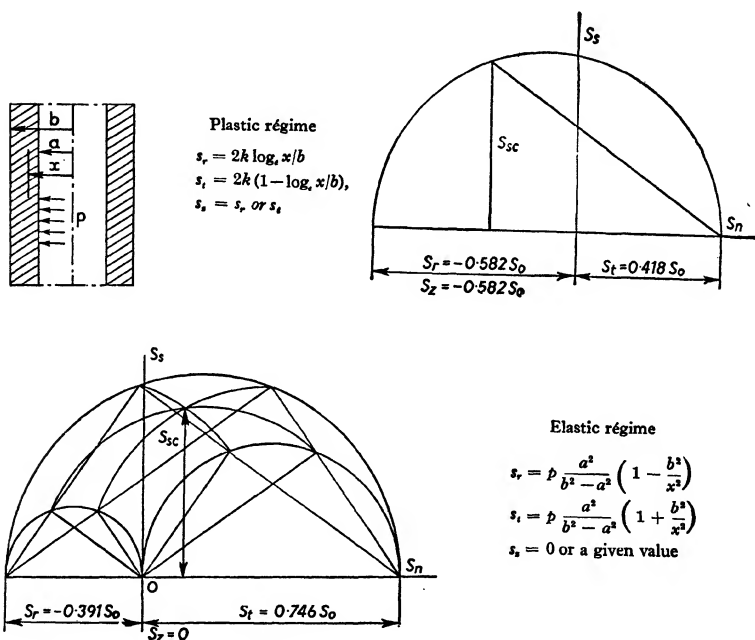 b
a
x
p
Plastic régime
s_r = 2k log_e x/b
s_t = 2k (1−log_e x/b),
s_z = s_r or s_t
S_s
S_sc
S_n
S_r=−0·582 S_0
S_t=0·418 S_0
S_z=−0·582 S_0
S_s
S_sc
S_n
O
S_r=−0·391 S_0
S_t=0·746 S_0
S_z=0
Elastic régime
s_r = p a²/(b² − a²) (1 − b²/x²)
s_t = p a²/(b² − a²) (1 + b²/x²)
s_z = 0 or a given value